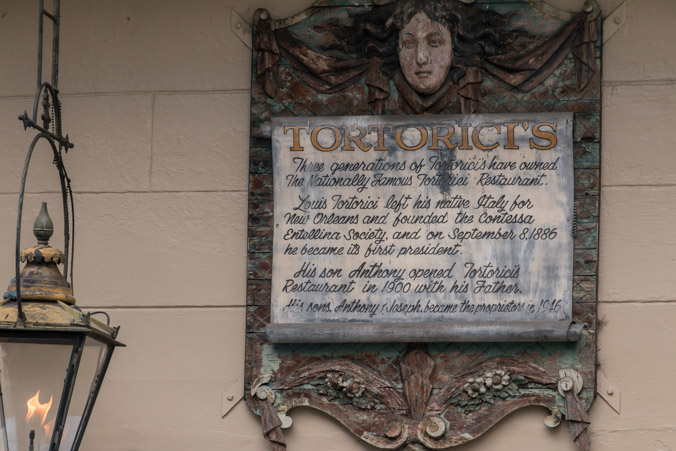 TORTORICI'S
Three generations of Tortorici's have owned
The Nationally Famous Tortorici Restaurant.
Louis Tortorici left his native Italy for
New Orleans and founded the Contessa
Entellina Society, and on September 8, 1886
he became its first president.
His son Anthony opened Tortorici's
Restaurant in 1900 with his Father.
His sons, Anthony & Joseph, became the proprietors in 1946